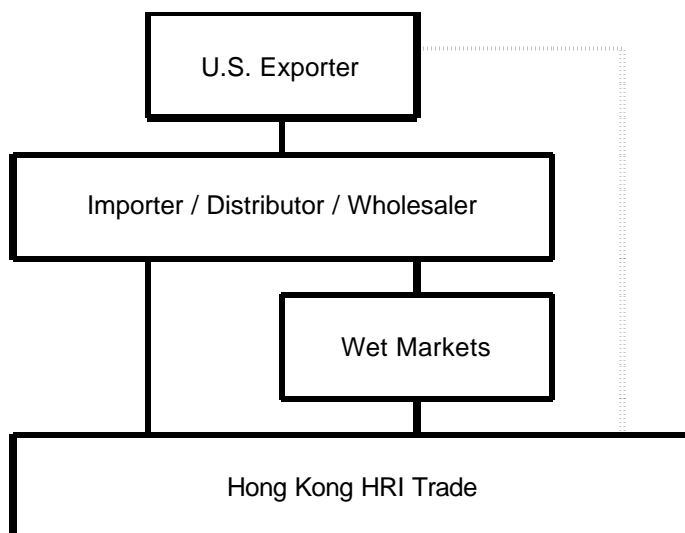 U.S. Exporter
Importer / Distributor / Wholesaler
Wet Markets
Hong Kong HRI Trade